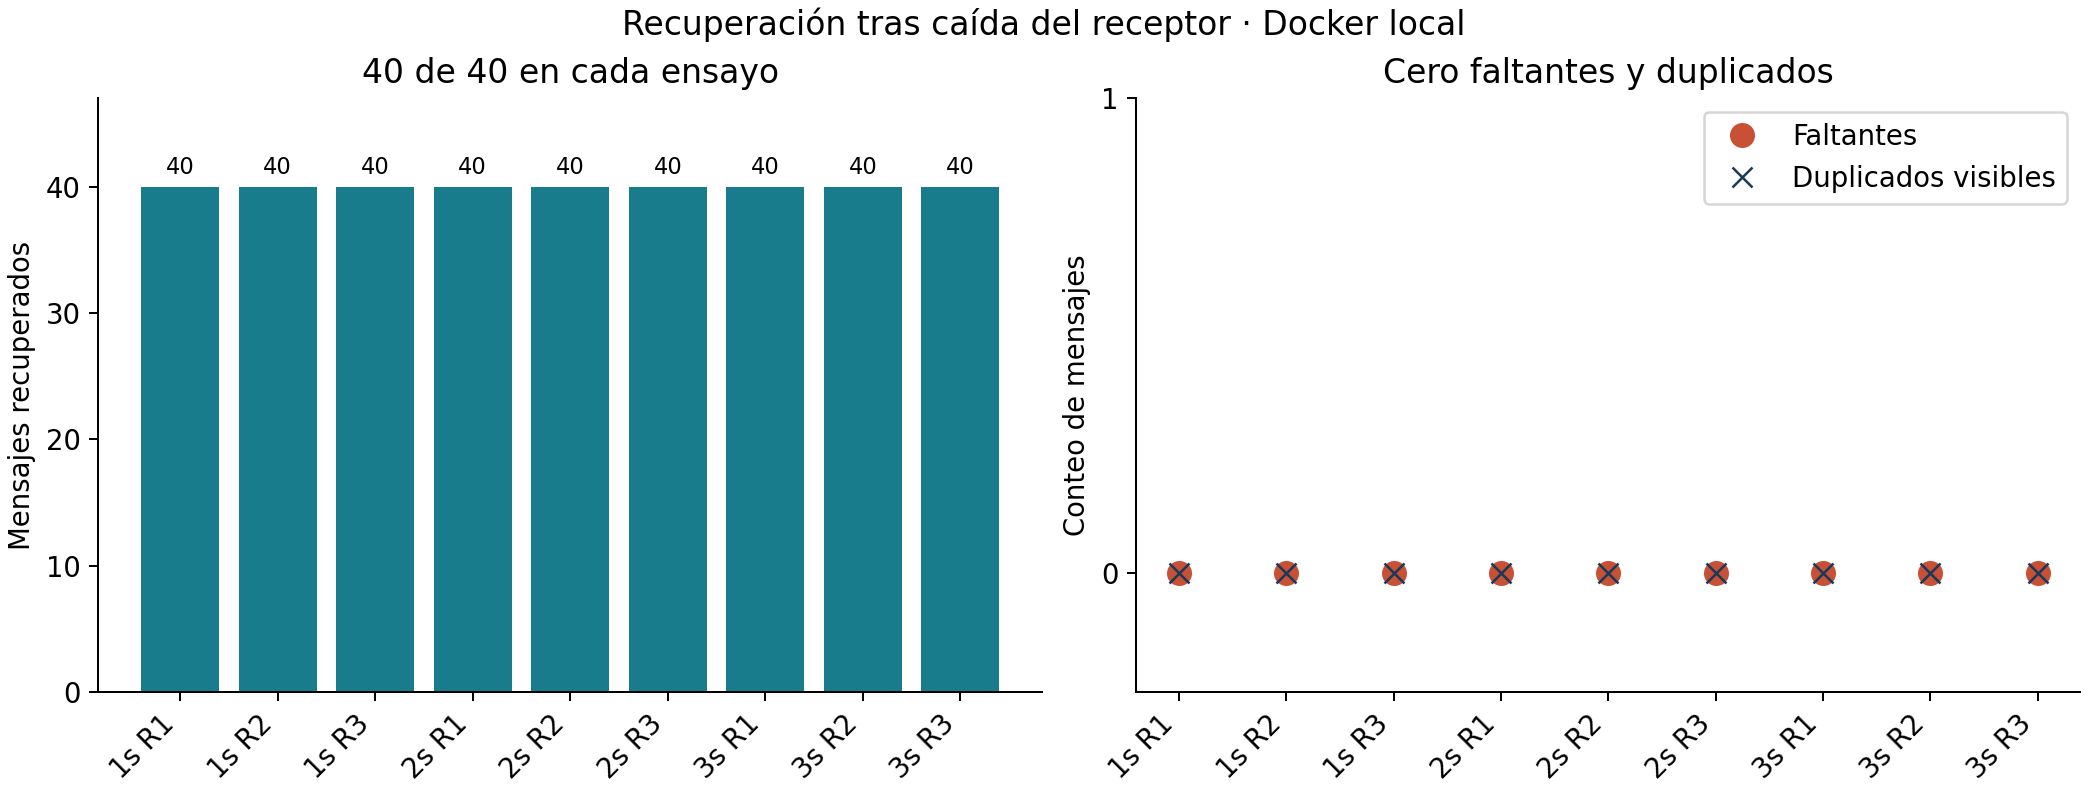 Recuperación tras caída del receptor · Docker local
40 de 40 en cada ensayo
Mensajes recuperados
40
30
20
10
0
40 40 40 40 40 40 40 40 40
1s R1 1s R2 1s R3 2s R1 2s R2 2s R3 3s R1 3s R2 3s R3
Cero faltantes y duplicados
Conteo de mensajes
1
0
Faltantes
Duplicados visibles
1s R1 1s R2 1s R3 2s R1 2s R2 2s R3 3s R1 3s R2 3s R3